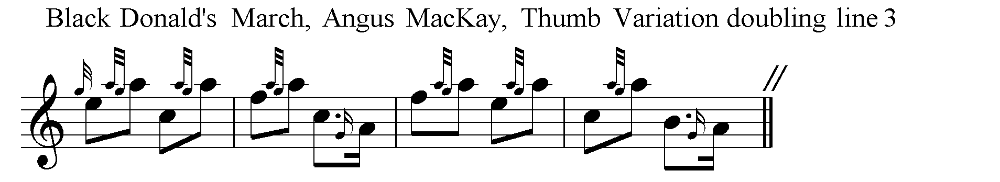 Black Donald's March, Angus MacKay, Thumb Variation doubling line 3